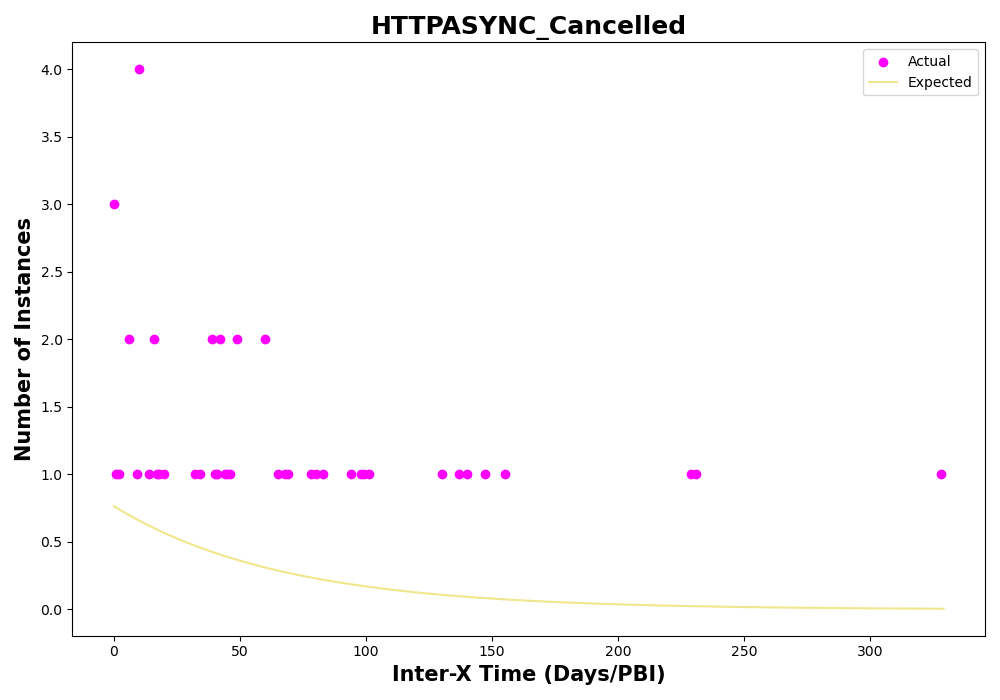 HTTPASYNC_Cancelled
Actual
Expected
4.0
3.5
3.0
2.5
2.0
1.5
1.0
0.5
0.0
Number of Instances
0 50 100 150 200 250 300
Inter-X Time (Days/PBI)